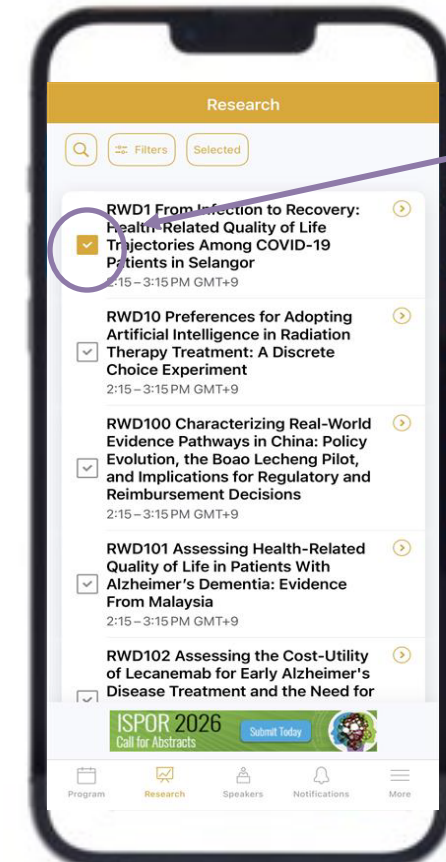 Research
Filters
Selected
RWD1 From Infection to Recovery:
Health-Related Quality of Life
Trajectories Among COVID-19
Patients in Selangor
2:15 – 3:15 PM GMT+9
RWD10 Preferences for Adopting
Artificial Intelligence in Radiation
Therapy Treatment: A Discrete
Choice Experiment
2:15 – 3:15 PM GMT+9
RWD100 Characterizing Real-World
Evidence Pathways in China: Policy
Evolution, the Boao Lecheng Pilot,
and Implications for Regulatory and
Reimbursement Decisions
2:15 – 3:15 PM GMT+9
RWD101 Assessing Health-Related
Quality of Life in Patients With
Alzheimer's Dementia: Evidence
From Malaysia
2:15 – 3:15 PM GMT+9
RWD102 Assessing the Cost-Utility
of Lecanemab for Early Alzheimer's
Disease Treatment and the Need for
ISPOR 2026
Call for Abstracts
Submit Today
Program
Research
Speakers
Notifications
More